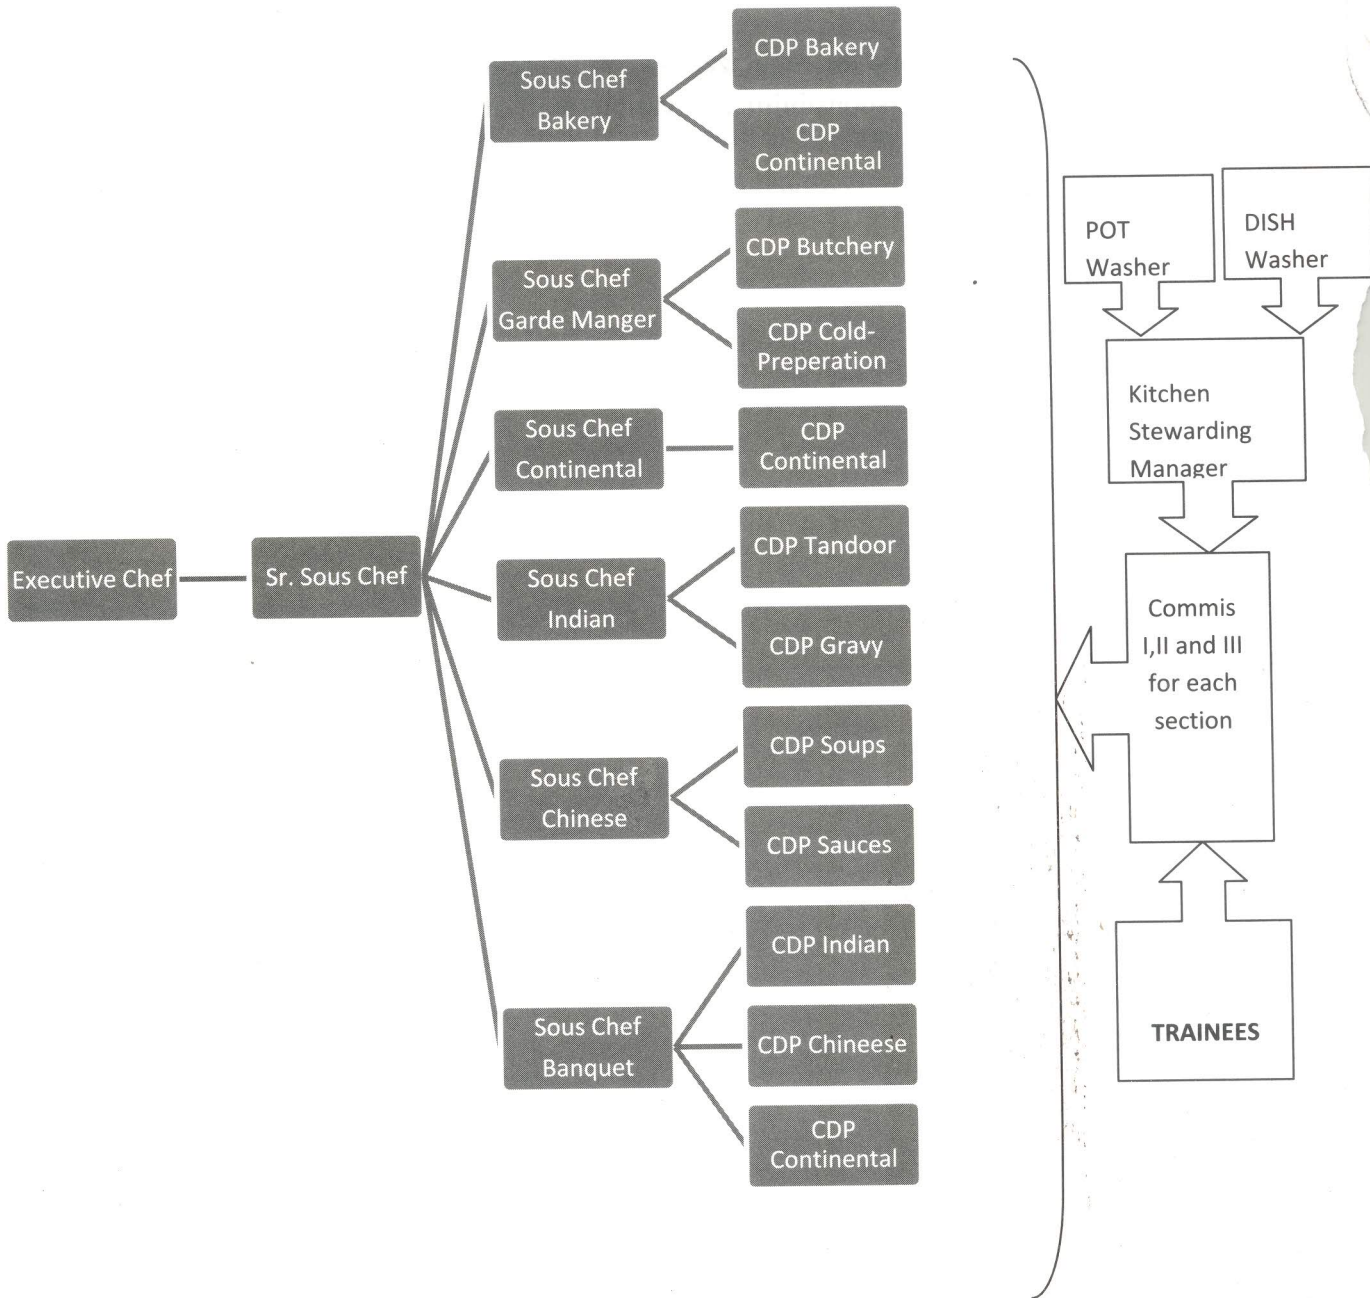 CDP Bakery
Sous Chef
Bakery
CDP
Continental
CDP Butchery
Sous Chef
Garde Manger
CDP Cold-
Preperation
Sous Chef
Continental
CDP
Continental
Executive Chef
Sr. Sous Chef
CDP Tandoor
Sous Chef
Indian
CDP Gravy
CDP Soups
Sous Chef
Chinese
CDP Sauces
CDP Indian
Sous Chef
Banquet
CDP Chineese
CDP
Continental
POT
Washer
DISH
Washer
Kitchen
Stewarding
Manager
Commis
I,II and III
for each
section
TRAINEES